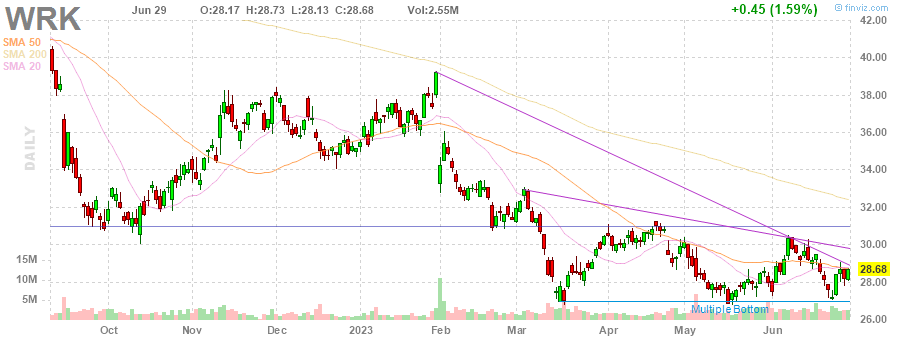 WRK
Jun 29 O:28.17 H:28.73 L:28.13 C:28.68 Vol:2.55M +0.45 (1.59%) © finviz.com
SMA 50
SMA 200
SMA 20
DAILY
42.00
40.00
38.00
36.00
34.00
32.00
30.00
28.68
28.00
26.00
15M
10M
5M
Multiple Bottom
Oct Nov Dec 2023 Feb Mar Apr May Jun